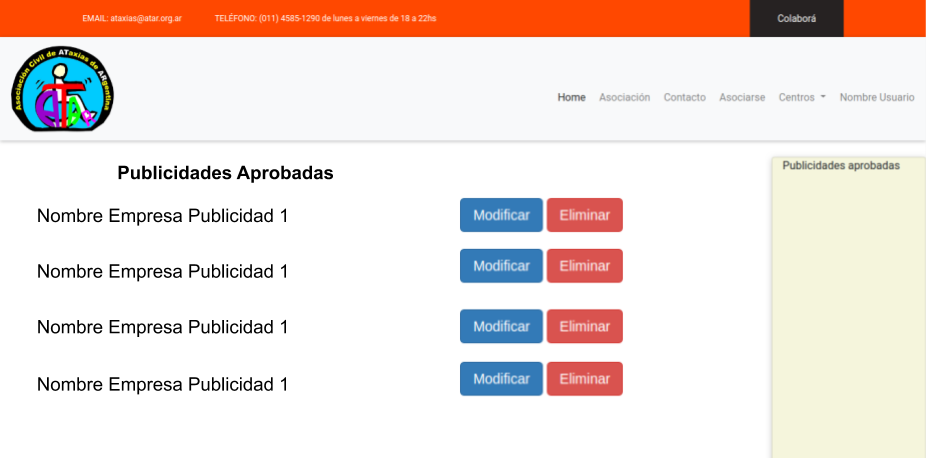 EMAIL: ataxias@atar.org.ar TELÉFONO: (011) 4585-1290 de lunes a viernes de 18 a 22hs Colaborá
Asociación Civil de ATaxias de ARgentina
Home Asociación Contacto Asociarse Centros Nombre Usuario
Publicidades Aprobadas
Publicidades aprobadas
Nombre Empresa Publicidad 1 Modificar Eliminar
Nombre Empresa Publicidad 1 Modificar Eliminar
Nombre Empresa Publicidad 1 Modificar Eliminar
Nombre Empresa Publicidad 1 Modificar Eliminar